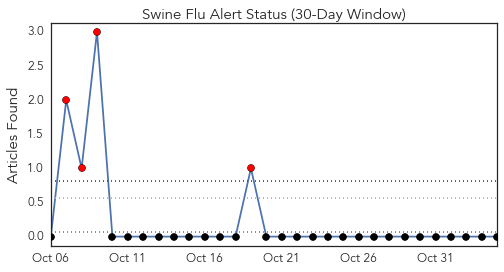 Swine Flu Alert Status (30-Day Window)
Articles Found
3.0
2.5
2.0
1.5
1.0
0.5
0.0
Oct 06 Oct 11 Oct 16 Oct 21 Oct 26 Oct 31